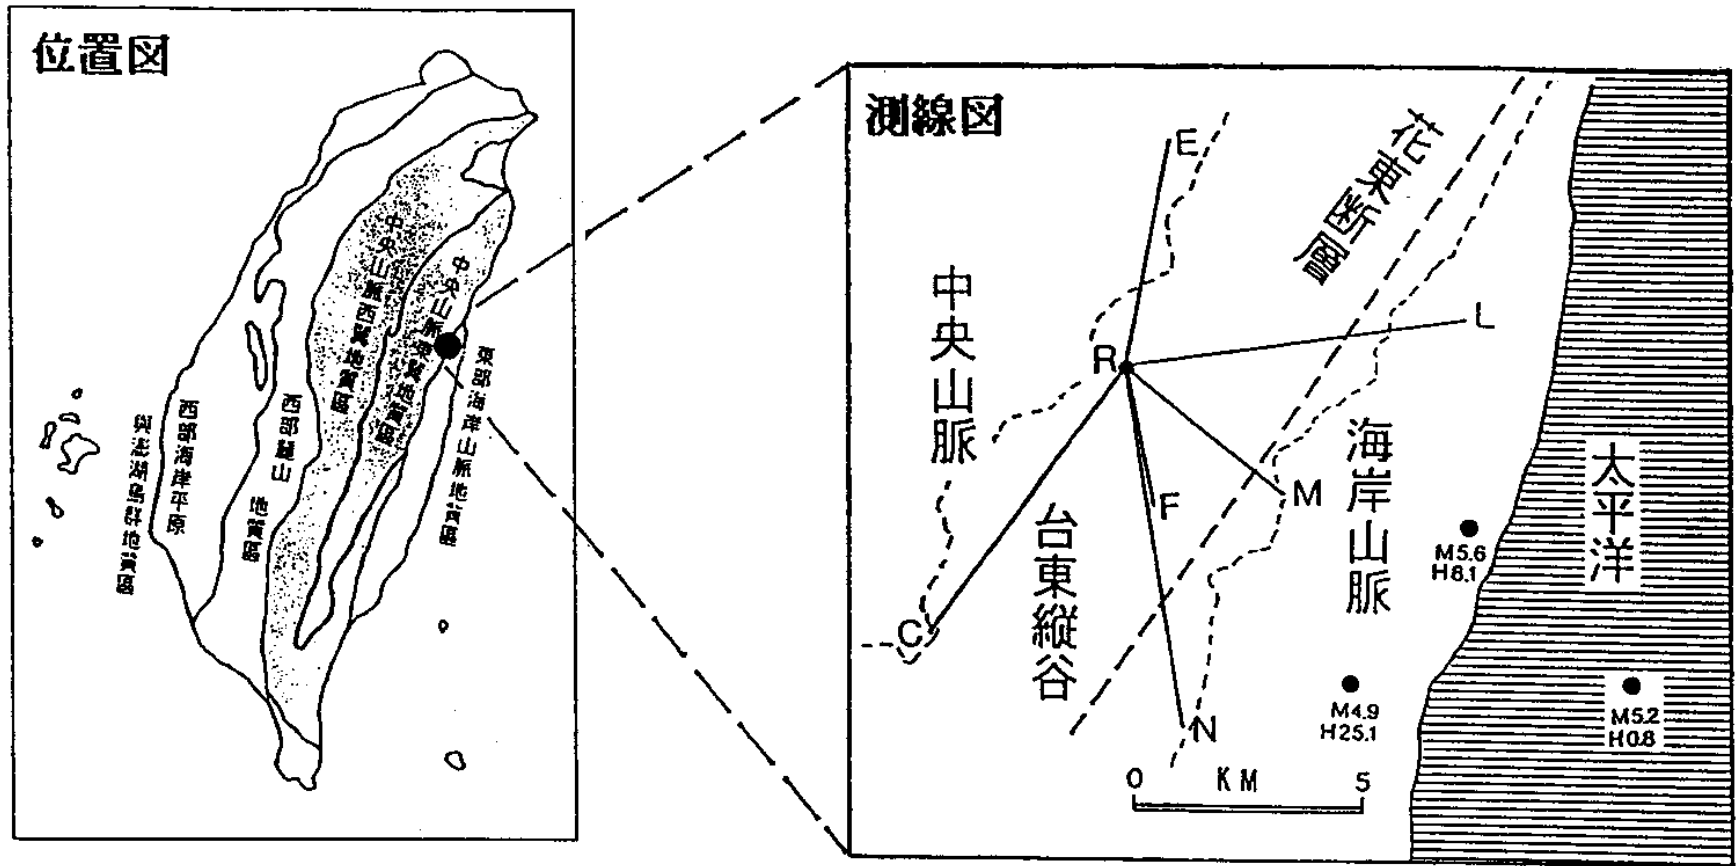 位置図
中央山脈西翼地質區
中央山脈東翼地質區
東部海岸山脈地質區
西部麓山
地質區
西部海岸平原
與澎湖島群地質區
測線図
花東断層
中央山脈
台東縦谷
海岸山脈
太平洋
E
L
R
M
F
C
N
M5.6
H8.1
M4.9
H25.1
M5.2
H0.8
0 KM 5